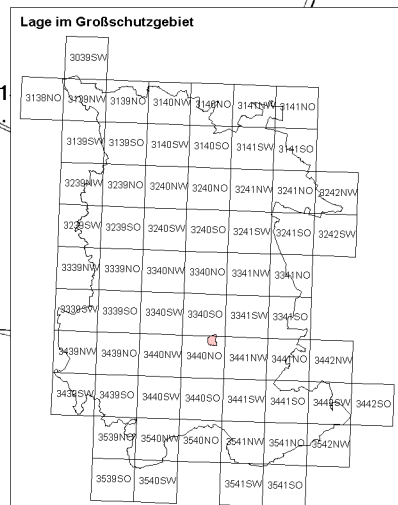 Lage im Großschutzgebiet
3039SW
1
3138NO 3139NW 3139NO 3140NW 3140NO 3141NW 3141NO
3139SW 3139SO 3140SW 3140SO 3141SW 3141SO
3239NW 3239NO 3240NW 3240NO 3241NW 3241NO 3242NW
3239SW 3239SO 3240SW 3240SO 3241SW 3241SO 3242SW
3339NW 3339NO 3340NW 3340NO 3341NW 3341NO
3339SW 3339SO 3340SW 3340SO 3341SW 3341SO
3439NW 3439NO 3440NW 3440NO 3441NW 3441NO 3442NW
3439SW 3439SO 3440SW 3440SO 3441SW 3441SO 3442SW 3442SO
3539NO 3540NW 3540NO 3541NW 3541NO 3542NW
3539SO 3540SW 3541SW 3541SO